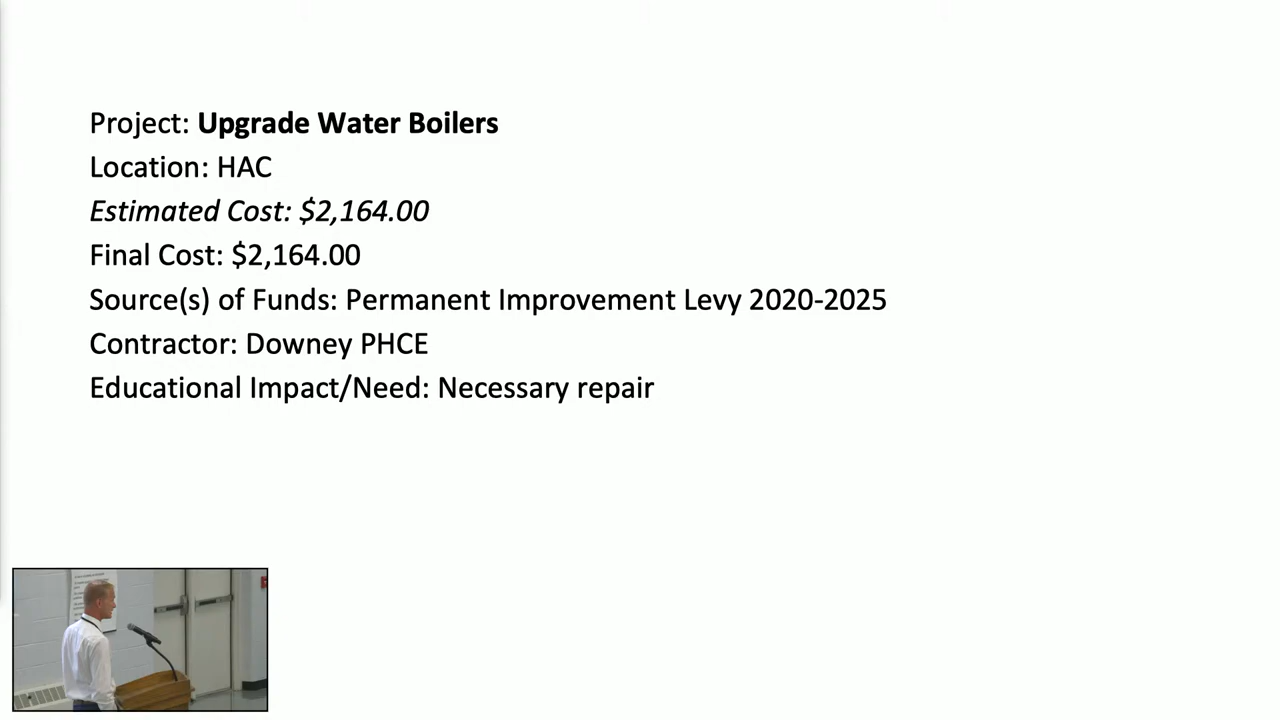 Project: Upgrade Water Boilers
Location: HAC
Estimated Cost: $2,164.00
Final Cost: $2,164.00
Source(s) of Funds: Permanent Improvement Levy 2020-2025
Contractor: Downey PHCE
Educational Impact/Need: Necessary repair